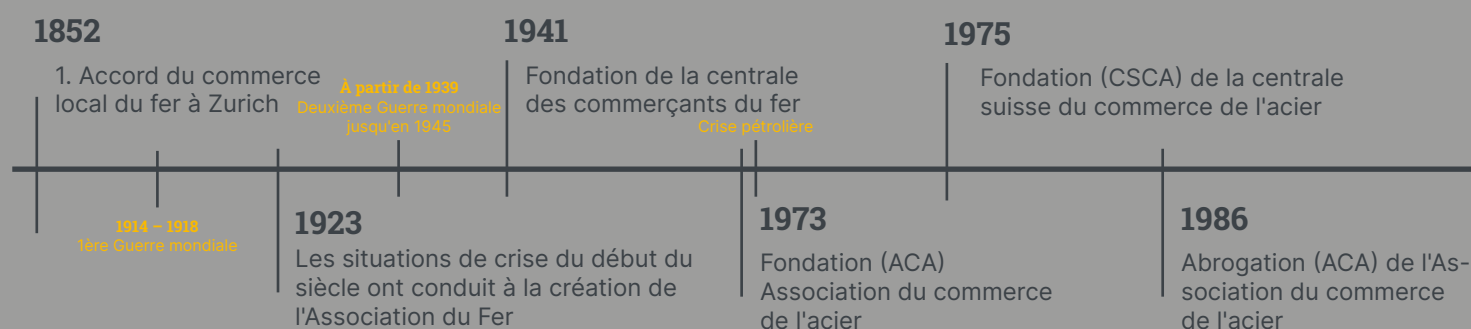 1852
1. Accord du commerce
local du fer à Zurich
À partir de 1939
Deuxième Guerre mondiale
jusqu'en 1945
1941
Fondation de la centrale
des commerçants du fer
Crise pétrolière
1975
Fondation (CSCA) de la centrale
suisse du commerce de l'acier
1914 – 1918
1ère Guerre mondiale
1923
Les situations de crise du début du
siècle ont conduit à la création de
l'Association du Fer
1973
Fondation (ACA)
Association du commerce
de l'acier
1986
Abrogation (ACA) de l'As-
sociation du commerce
de l'acier